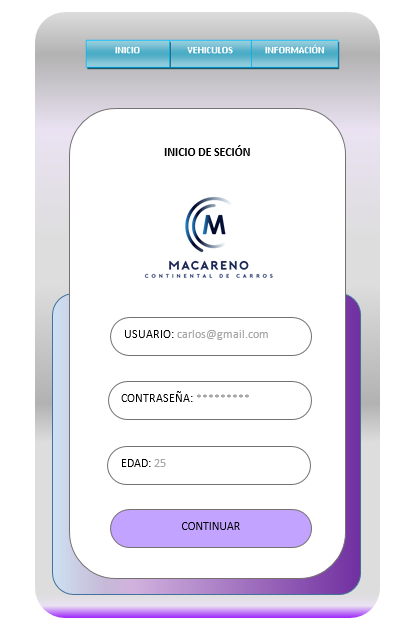 INICIO VEHICULOS INFORMACIÓN
INICIO DE SECIÓN
M
MACARENO
CONTINENTAL DE CARROS
USUARIO: carlos@gmail.com
CONTRASEÑA: *********
EDAD: 25
CONTINUAR